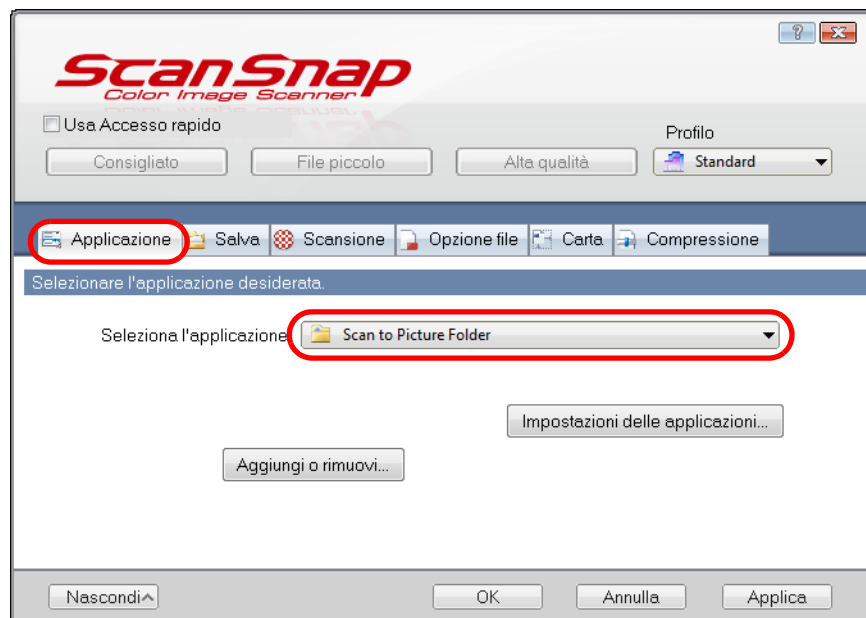 ScanSnap
Color Image Scanner
Usa Accesso rapido
Profilo
Consigliato File piccolo Alta qualità Standard
Applicazione Salva Scansione Opzione file Carta Compressione
Selezionare l'applicazione desiderata.
Seleziona l'applicazione Scan to Picture Folder
Impostazioni delle applicazioni...
Aggiungi o rimuovi...
Nascondi OK Annulla Applica